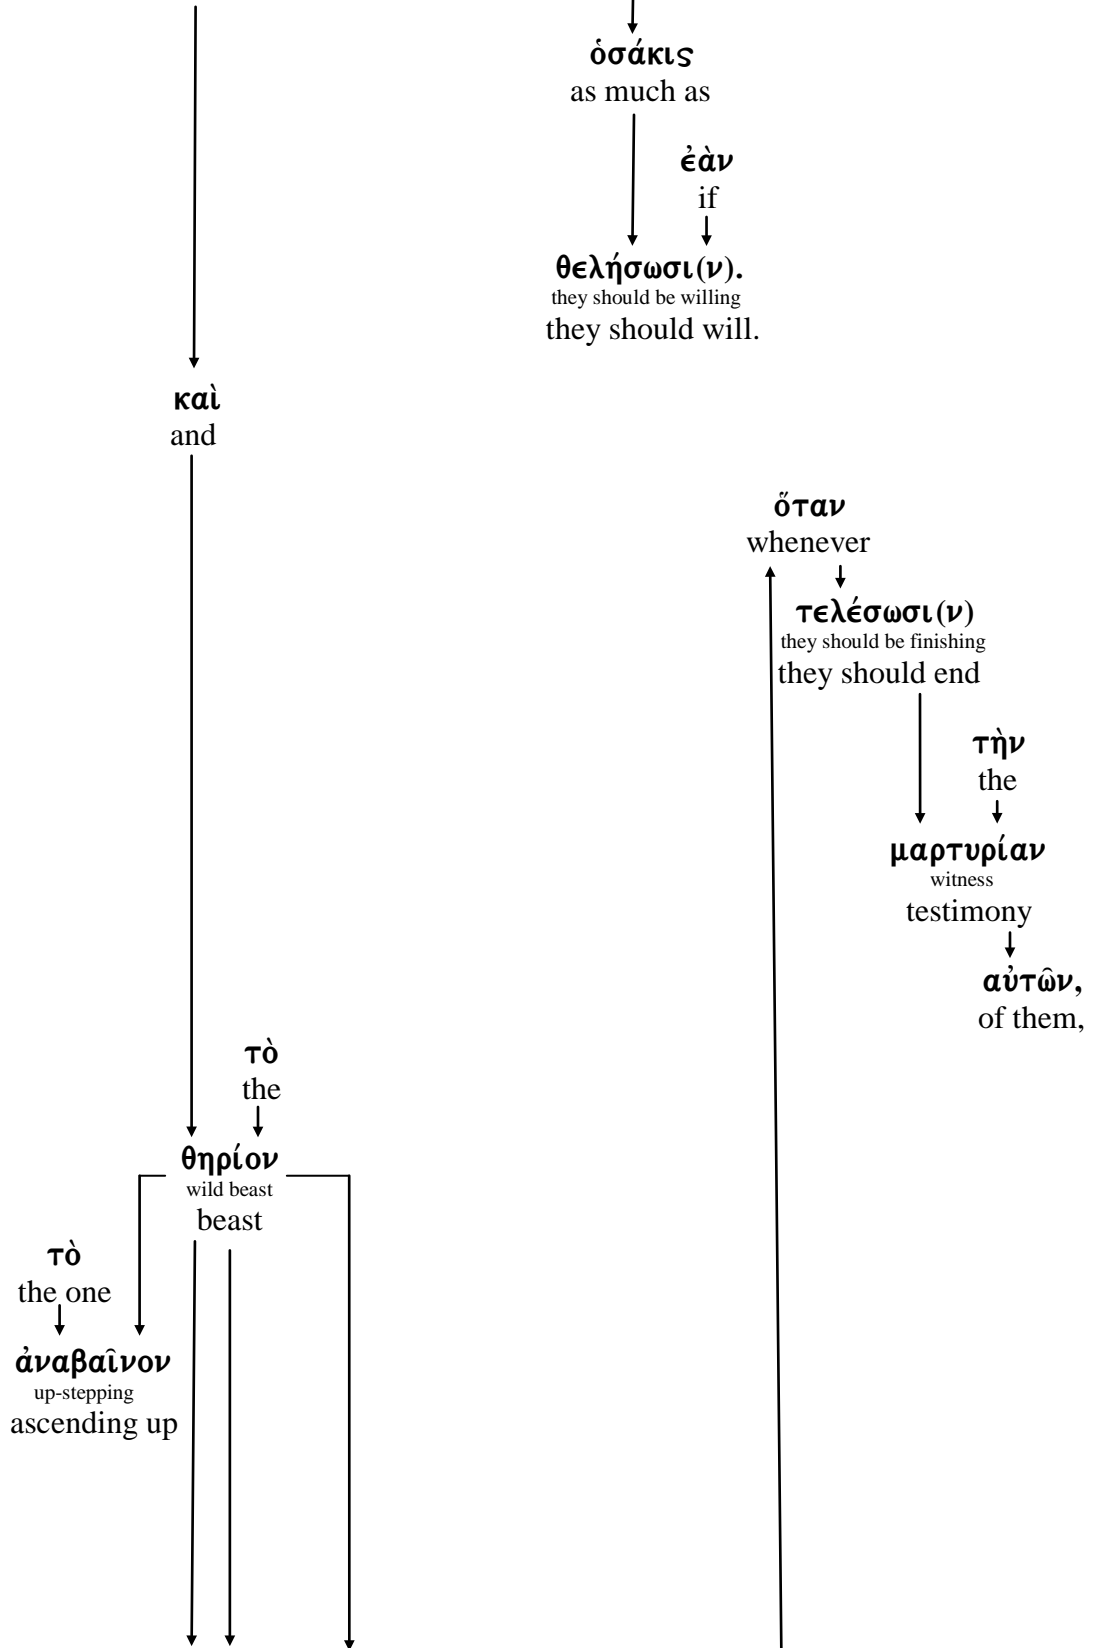 ὁσάκις
as much as
ἐὰν
if
θελήσωσι(ν).
they should be willing
they should will.
καὶ
and
ὅταν
whenever
τελέσωσι(ν)
they should be finishing
they should end
τὴν
the
μαρτυρίαν
witness
testimony
αὐτῶν,
of them,
τὸ
the
θηρίον
wild beast
beast
τὸ
the one
ἀναβαῖνον
up-stepping
ascending up